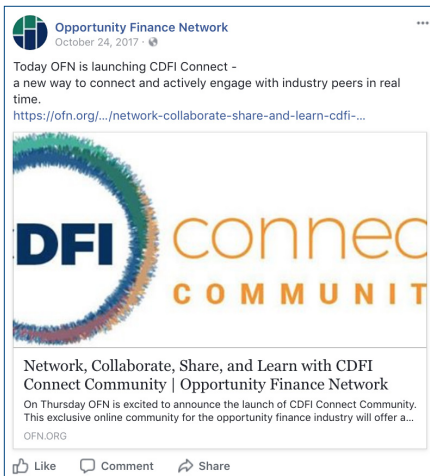 Opportunity Finance Network
October 24, 2017 ·
Today OFN is launching CDFI Connect -
a new way to connect and actively engage with industry peers in real
time.
https://ofn.org/.../network-collaborate-share-and-learn-cdfi-...
DFI
connec
COMMUNIT
Network, Collaborate, Share, and Learn with CDFI
Connect Community | Opportunity Finance Network
On Thursday OFN is excited to announce the launch of CDFI Connect Community.
This exclusive online community for the opportunity finance industry will offer a...
OFN.ORG
Like Comment Share